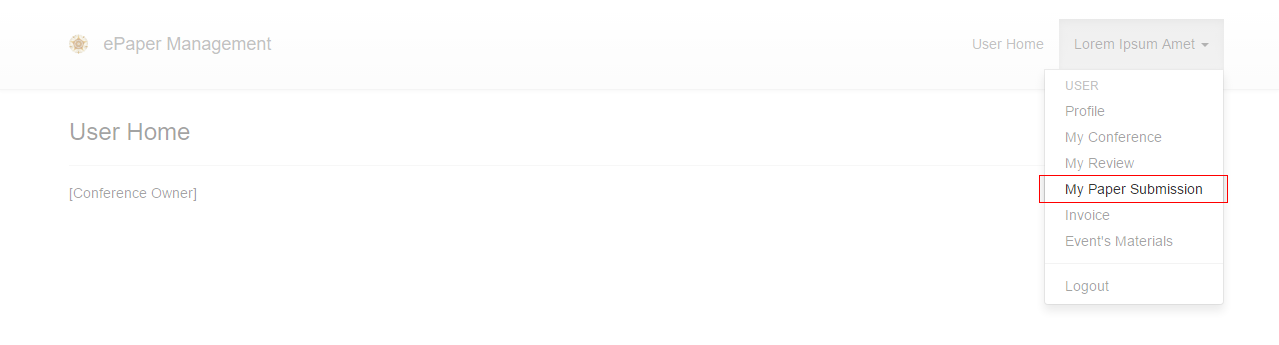 ePaper Management
User Home
Lorem Ipsum Amet
USER
Profile
My Conference
My Review
My Paper Submission
Invoice
Event's Materials
Logout
User Home
[Conference Owner]